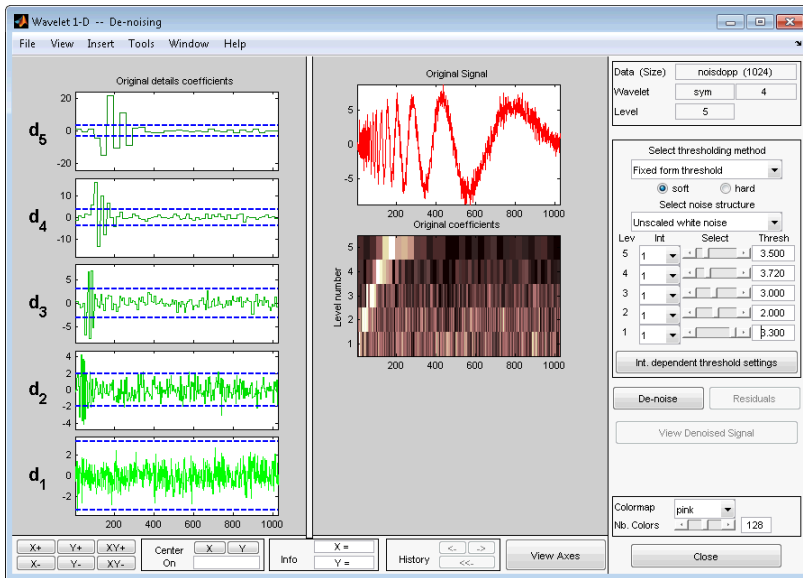 Wavelet 1-D -- De-noising
File View Insert Tools Window Help
Original details coefficients
d5
20
0
-20
d4
10
0
-10
d3
5
0
-5
d2
4
2
0
-2
-4
d1
2
0
-2
200 400 600 800 1000
Original Signal
5
0
-5
200 400 600 800 1000
Original coefficients
Level number
5
4
3
2
1
200 400 600 800 1000
Data (Size) noisdopp (1024)
Wavelet sym 4
Level 5
Select thresholding method
Fixed form threshold
soft hard
Select noise structure
Unscaled white noise
Lev Int Select Thresh
5 1 3.500
4 1 3.720
3 1 3.000
2 1 2.000
1 1 3.300
Int. dependent threshold settings
De-noise Residuals
View Denoised Signal
Colormap pink
Nb. Colors 128
Close
X+ Y+ XY+
X- Y- XY-
Center On X Y
Info X = Y =
History <- -> <<-
View Axes